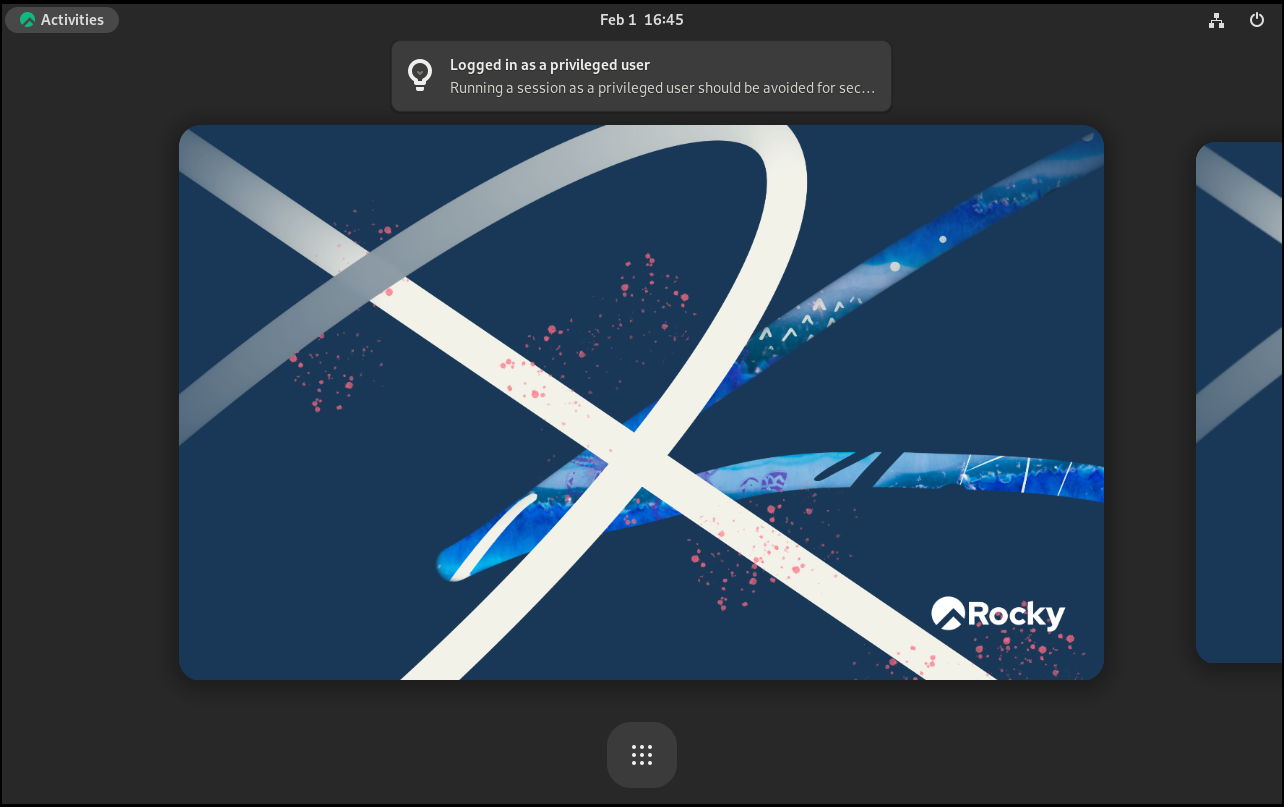 Activities
Feb 1 16:45
Logged in as a privileged user
Running a session as a privileged user should be avoided for sec…
Rocky